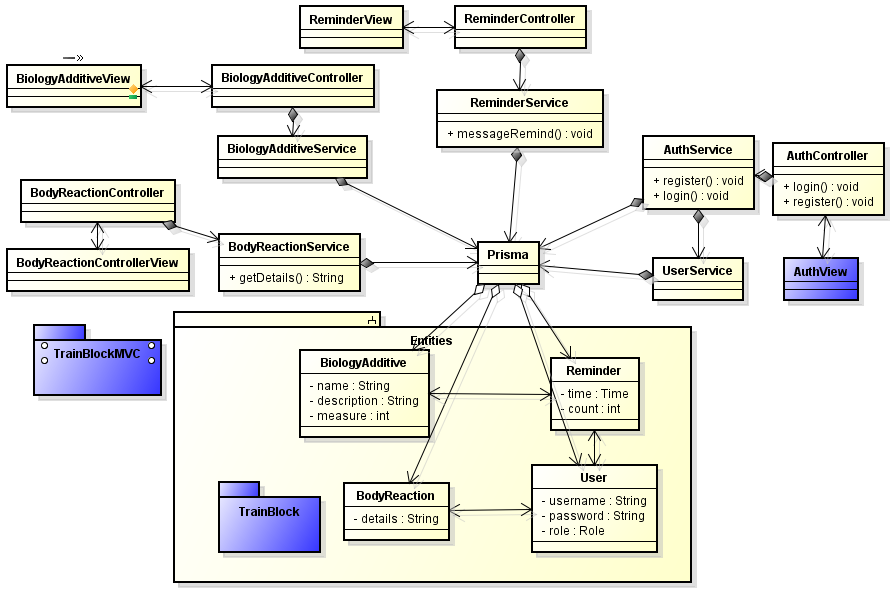 ReminderView
ReminderController
BiologyAdditiveView
BiologyAdditiveController
ReminderService
+ messageRemind() : void
BiologyAdditiveService
AuthService
+ register() : void
+ login() : void
AuthController
+ login() : void
+ register() : void
BodyReactionController
BodyReactionControllerView
BodyReactionService
+ getDetails() : String
Prisma
UserService
AuthView
Entities
TrainBlockMVC
BiologyAdditive
- name : String
- description : String
- measure : int
Reminder
- time : Time
- count : int
TrainBlock
BodyReaction
- details : String
User
- username : String
- password : String
- role : Role